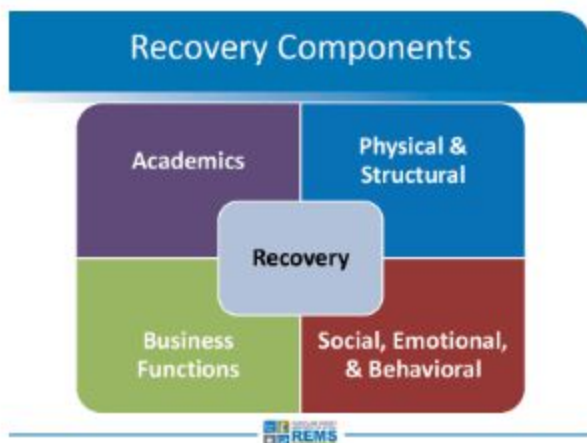 Recovery Components
Academics
Physical &
Structural
Recovery
Business
Functions
Social, Emotional,
& Behavioral
REMS